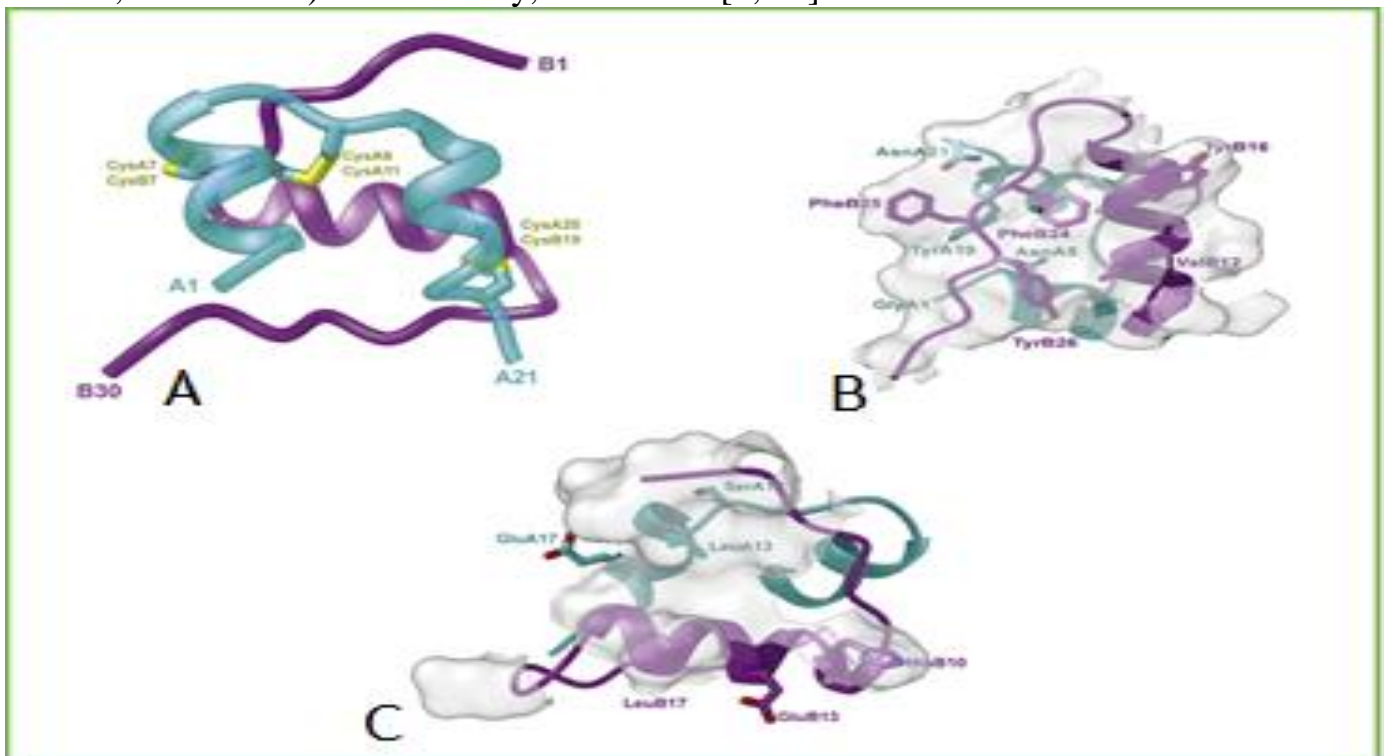 B1
CysA7
CysB7
CysA6
CysA11
CysA20
CysB19
A1
B30
A
A21
AsnA21
TyrB16
PheB25
PheB24
TyrA19
ValB12
GlyA1
TyrB26
B
GluA17
LeuA13
LeuB17
GluB13
C